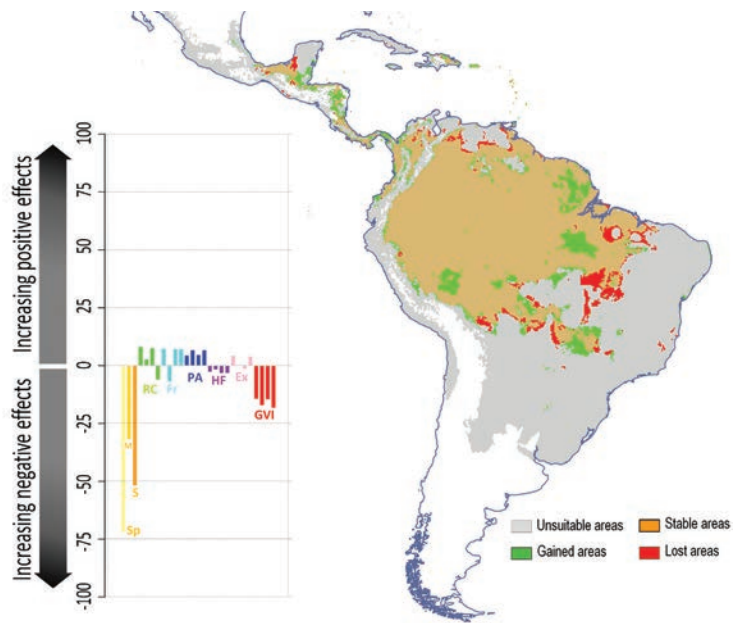 Increasing positive effects
Increasing negative effects
100
75
50
25
0
-25
-50
-75
-100
M
S
Sp
RC
Fr
PA
HF
Ex
GVI
Unsuitable areas
Stable areas
Gained areas
Lost areas